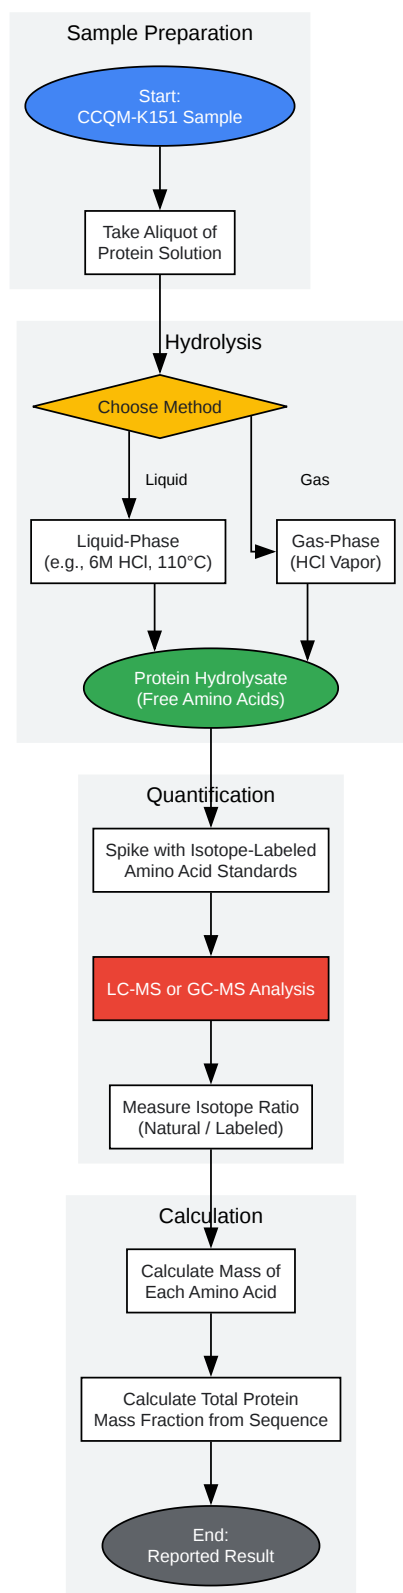 Sample Preparation
Start:
CCQM-K151 Sample
Take Aliquot of
Protein Solution
Hydrolysis
Choose Method
Liquid
Gas
Liquid-Phase
(e.g., 6M HCl, 110°C)
Gas-Phase
(HCl Vapor)
Protein Hydrolysate
(Free Amino Acids)
Quantification
Spike with Isotope-Labeled
Amino Acid Standards
LC-MS or GC-MS Analysis
Measure Isotope Ratio
(Natural / Labeled)
Calculation
Calculate Mass of
Each Amino Acid
Calculate Total Protein
Mass Fraction from Sequence
End:
Reported Result